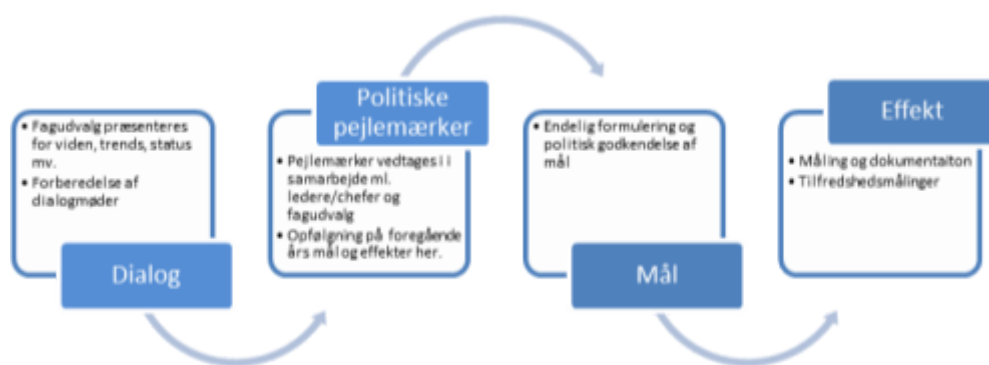 • Fagudvalg præsenteres
for viden, trends, status
mv.
• Forberedelse af
dialogmøder
Dialog
Politiske
pejlemærker
• Pejlemærker vedtages i i
samarbejde ml.
ledere/chefer og
fagudvalg
• Opfølgning på foregående
års mål og effekter her.
• Endelig formulering og
politisk godkendelse af
mål
Mål
Effekt
• Måling og dokumentaiton
• Tilfredshedsmålinger